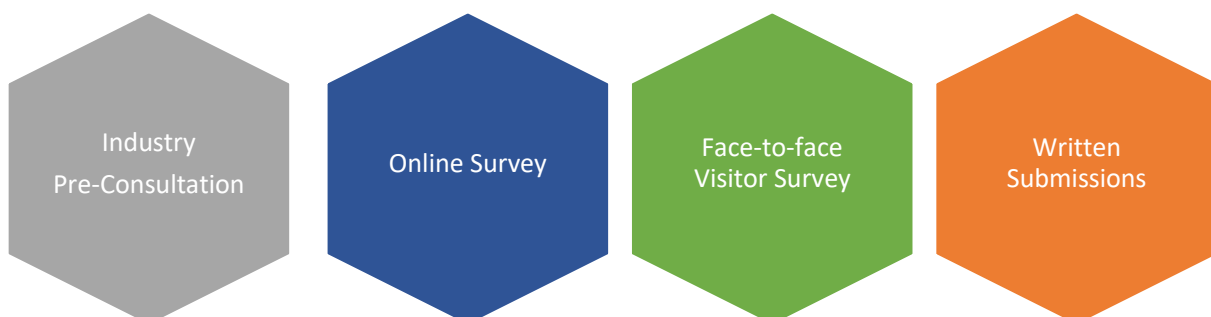 Industry
Pre-Consultation
Online Survey
Face-to-face
Visitor Survey
Written
Submissions